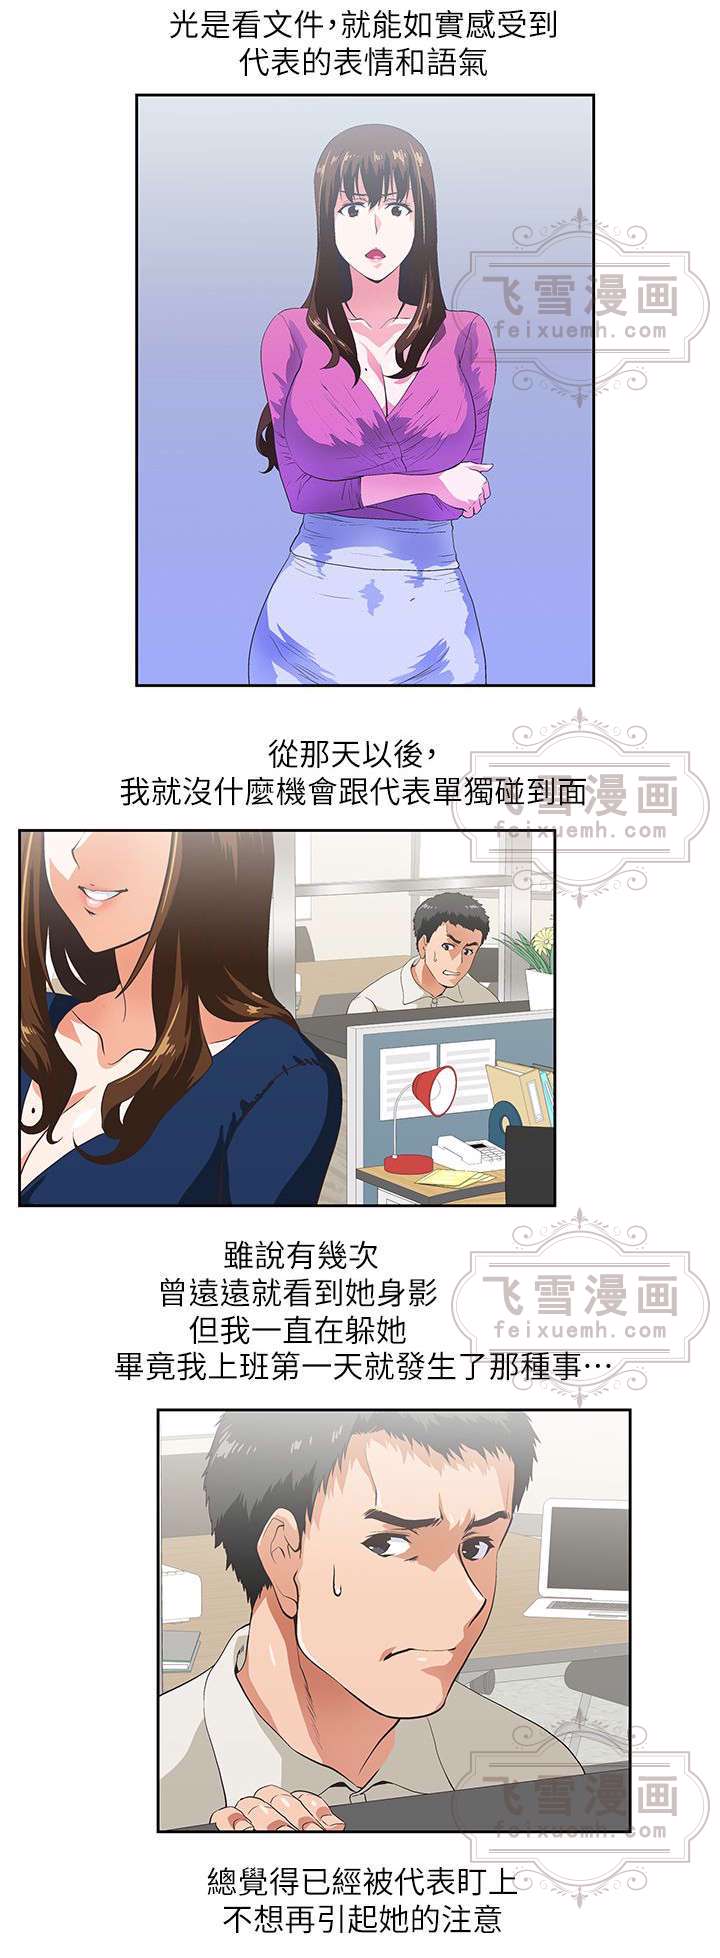 光是看文件，就能如實感受到
代表的表情和語氣
飞雪漫画
feixuemh.com
從那天以後，
我就沒什麼機會跟代表單獨碰到面
飞雪漫画
feixuemh.com
雖說有幾次
曾遠遠就看到她身影
但我一直在躲她
畢竟我上班第一天就發生了那種事…
飞雪漫画
feixuemh.com
飞雪漫画
feixuemh.com
總覺得已經被代表盯上
不想再引起她的注意